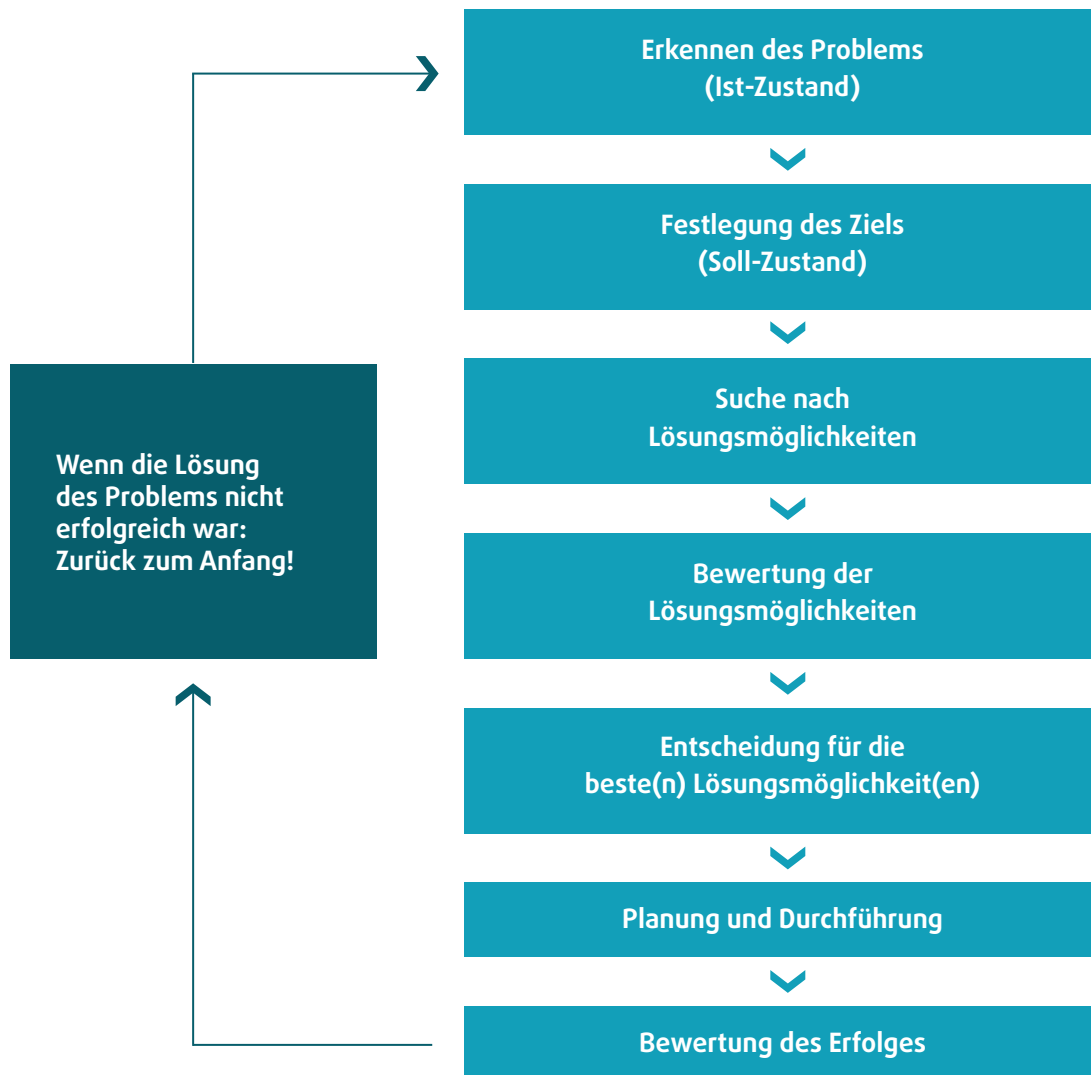 Erkennen des Problems
(Ist-Zustand)
Festlegung des Ziels
(Soll-Zustand)
Suche nach
Lösungsmöglichkeiten
Bewertung der
Lösungsmöglichkeiten
Entscheidung für die
beste(n) Lösungsmöglichkeit(en)
Planung und Durchführung
Bewertung des Erfolges
Wenn die Lösung
des Problems nicht
erfolgreich war:
Zurück zum Anfang!